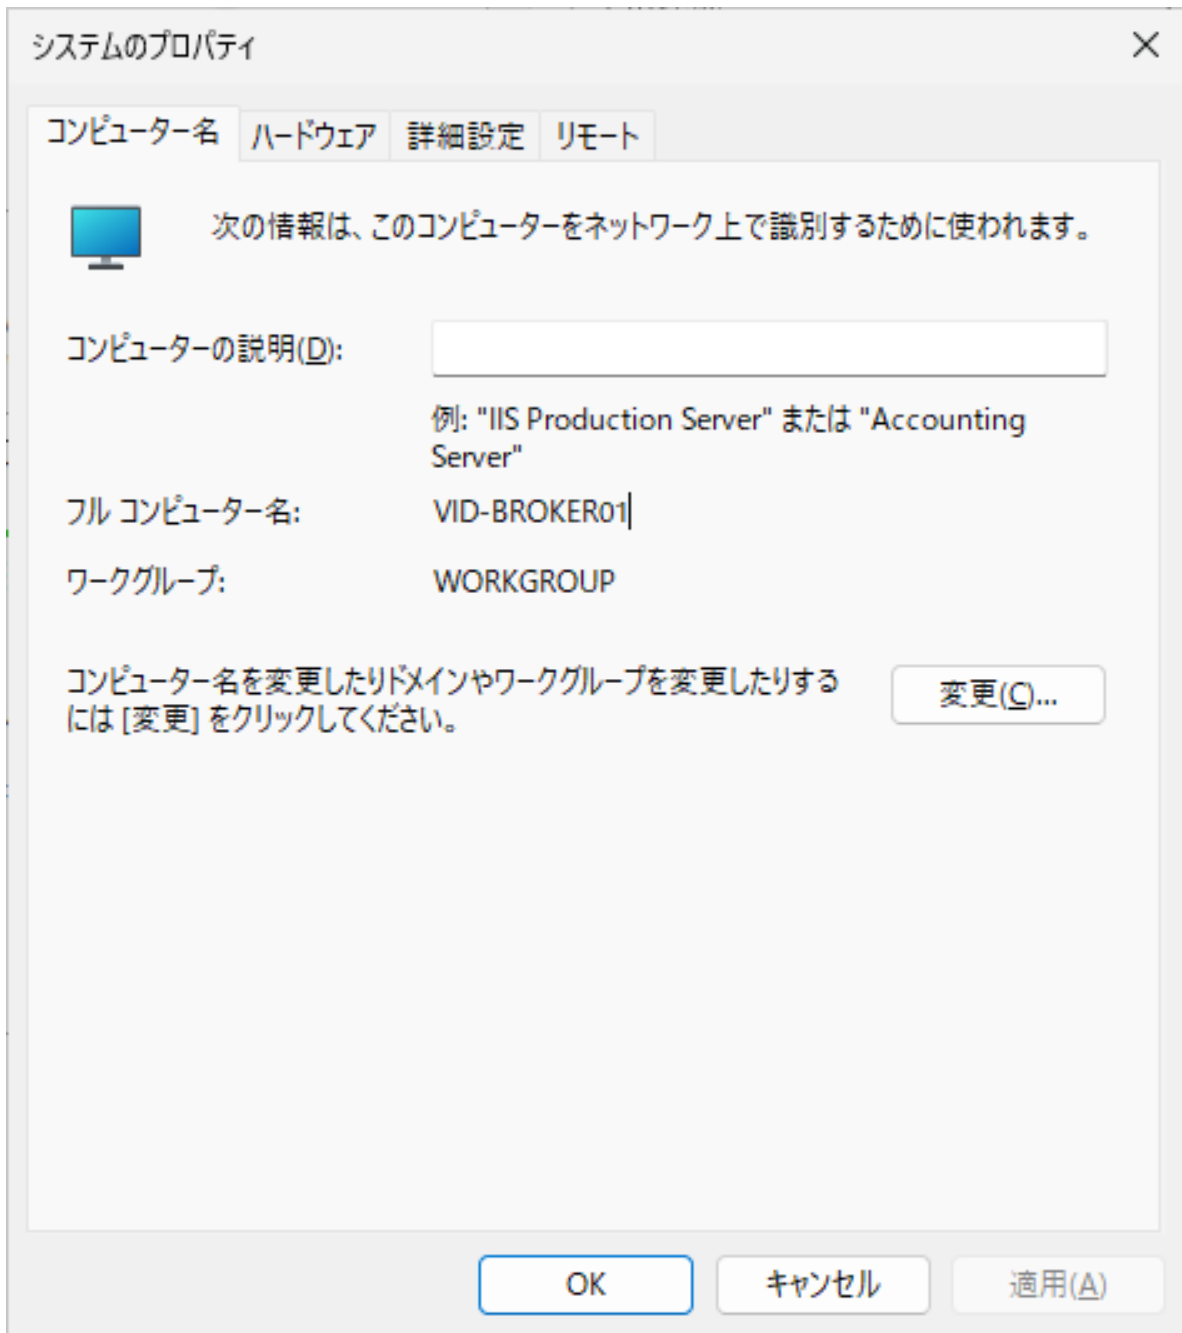 システムのプロパティ
コンピューター名 ハードウェア 詳細設定 リモート
次の情報は、このコンピューターをネットワーク上で識別するために使われます。
コンピューターの説明(D):
例: "IIS Production Server" または "Accounting
Server"
フル コンピューター名: VID-BROKER01
ワークグループ: WORKGROUP
コンピューター名を変更したりドメインやワークグループを変更したりする
には [変更] をクリックしてください。
変更(C)...
OK キャンセル 適用(A)